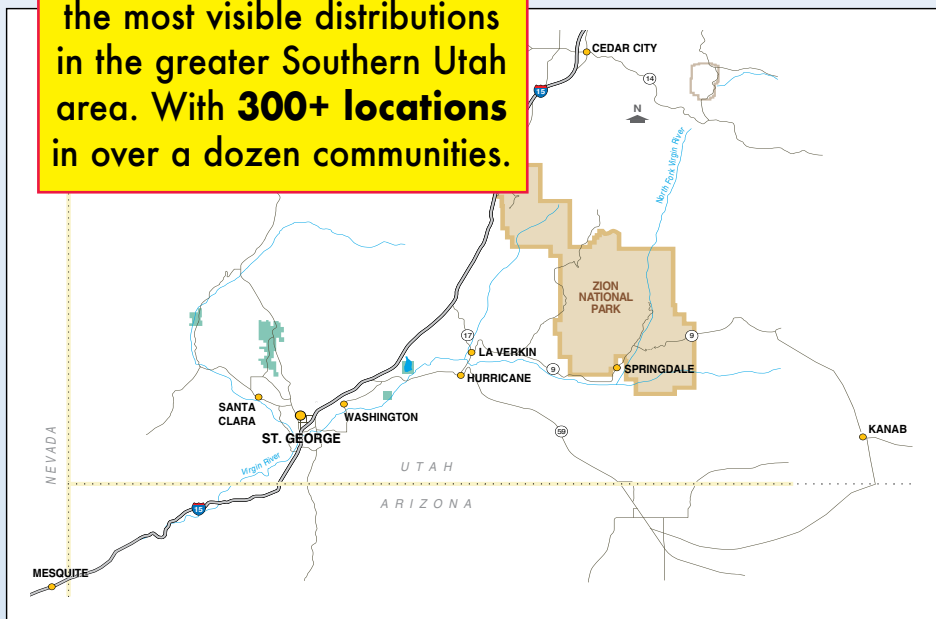 the most visible distributions
in the greater Southern Utah
area. With 300+ locations
in over a dozen communities.
CEDAR CITY
14
15
N
North Fork Virgin River
ZION
NATIONAL
PARK
17
9
LA VERKIN
9
SPRINGDALE
HURRICANE
SANTA
CLARA
WASHINGTON
ST. GEORGE
59
KANAB
Virgin River
NEVADA
UTAH
ARIZONA
15
MESQUITE